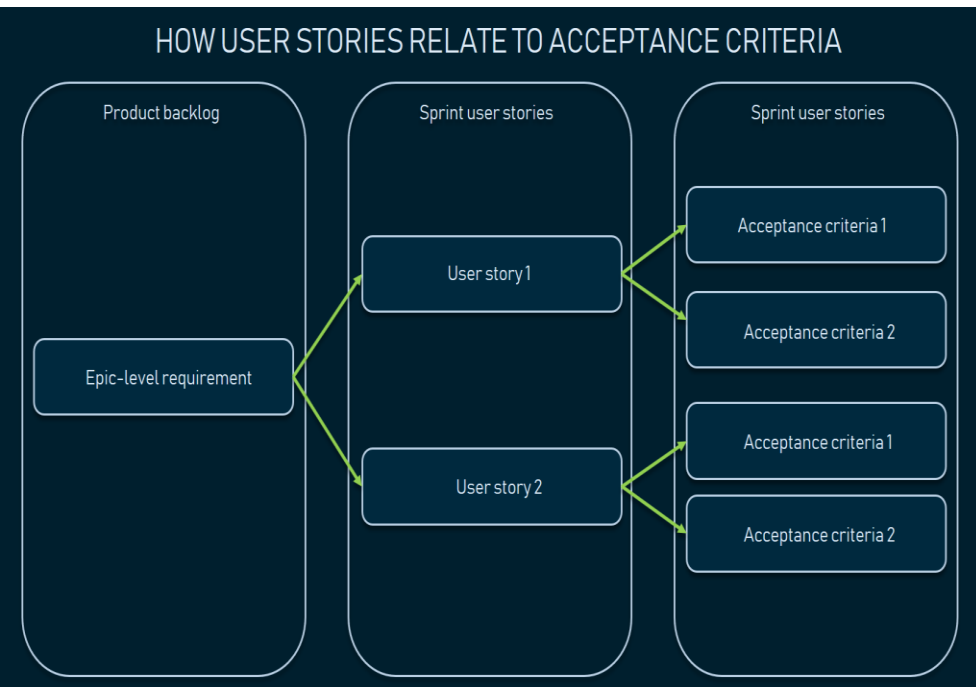 HOW USER STORIES RELATE TO ACCEPTANCE CRITERIA
Product backlog
Epic-level requirement
Sprint user stories
User story 1
User story 2
Sprint user stories
Acceptance criteria 1
Acceptance criteria 2
Acceptance criteria 1
Acceptance criteria 2